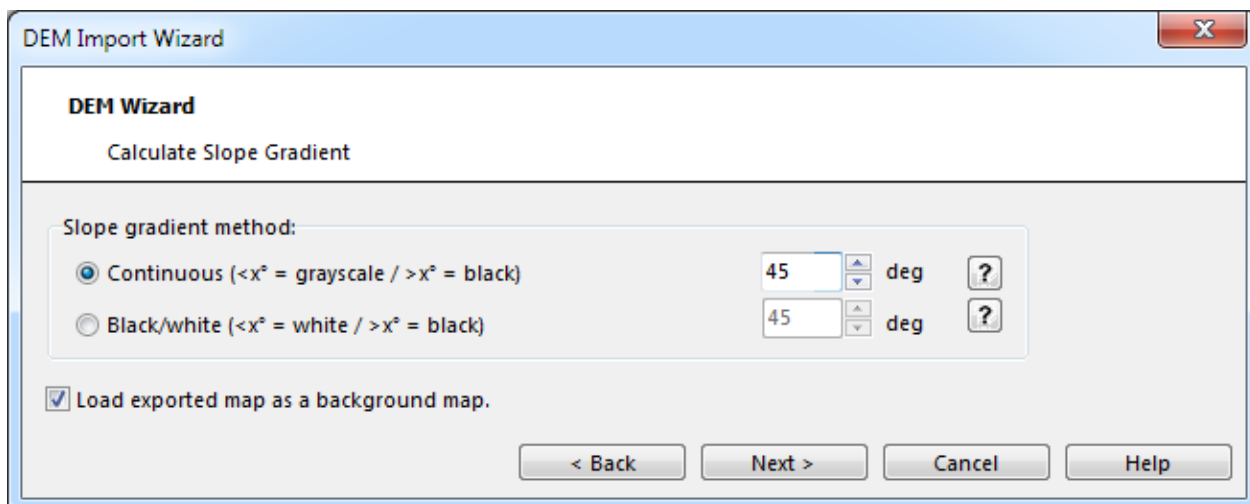 DEM Import Wizard
X
DEM Wizard
Calculate Slope Gradient
Slope gradient method:
Continuous (<x° = grayscale / >x° = black) 45 deg ?
Black/white (<x° = white / >x° = black) 45 deg ?
Load exported map as a background map.
< Back Next > Cancel Help